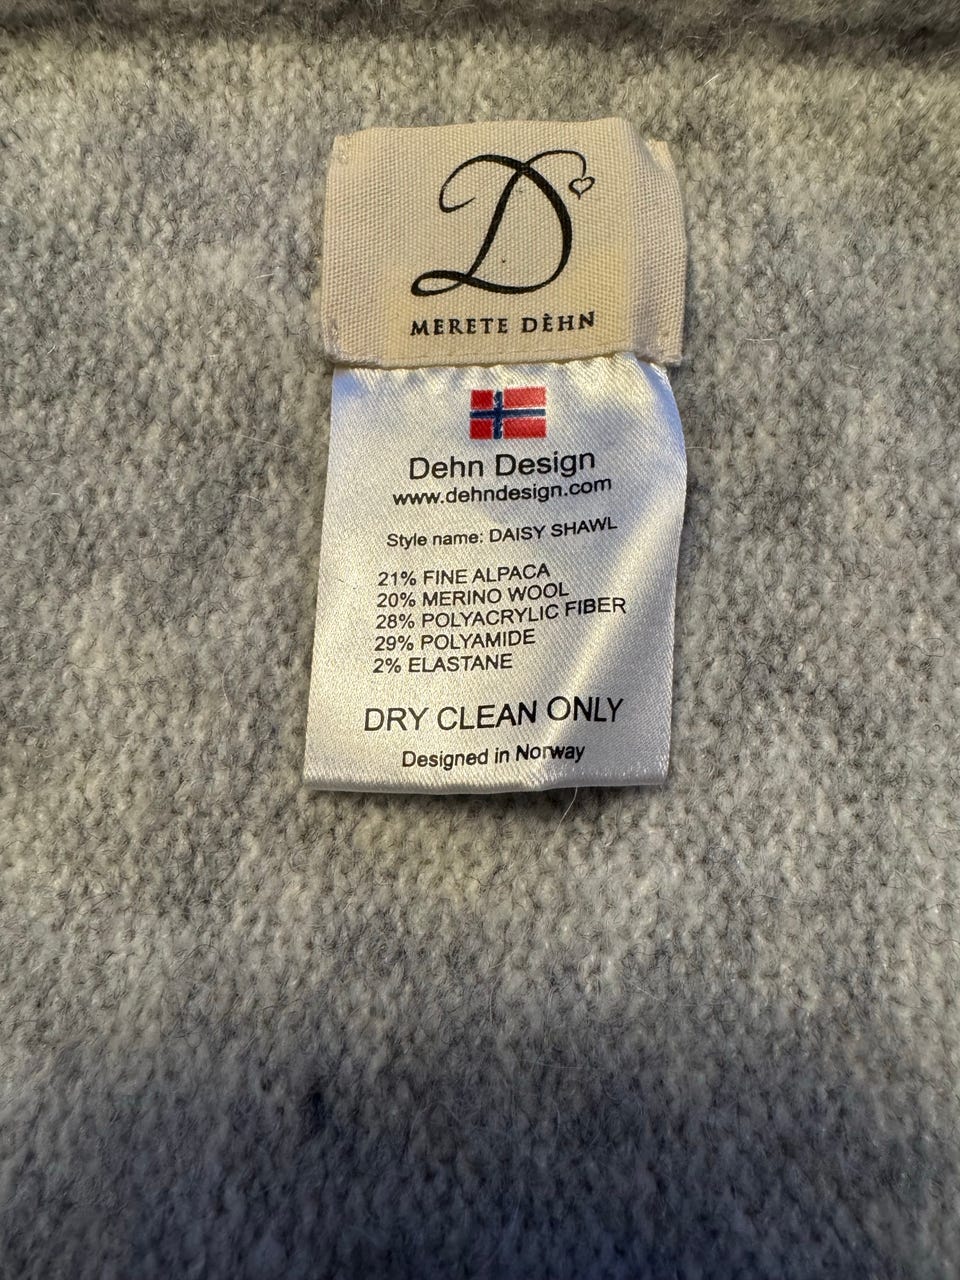 D
MERETE DÈHN
Dehn Design
www.dehndesign.com
Style name: DAISY SHAWL
21% FINE ALPACA
20% MERINO WOOL
28% POLYACRYLIC FIBER
29% POLYAMIDE
2% ELASTANE
DRY CLEAN ONLY
Designed in Norway